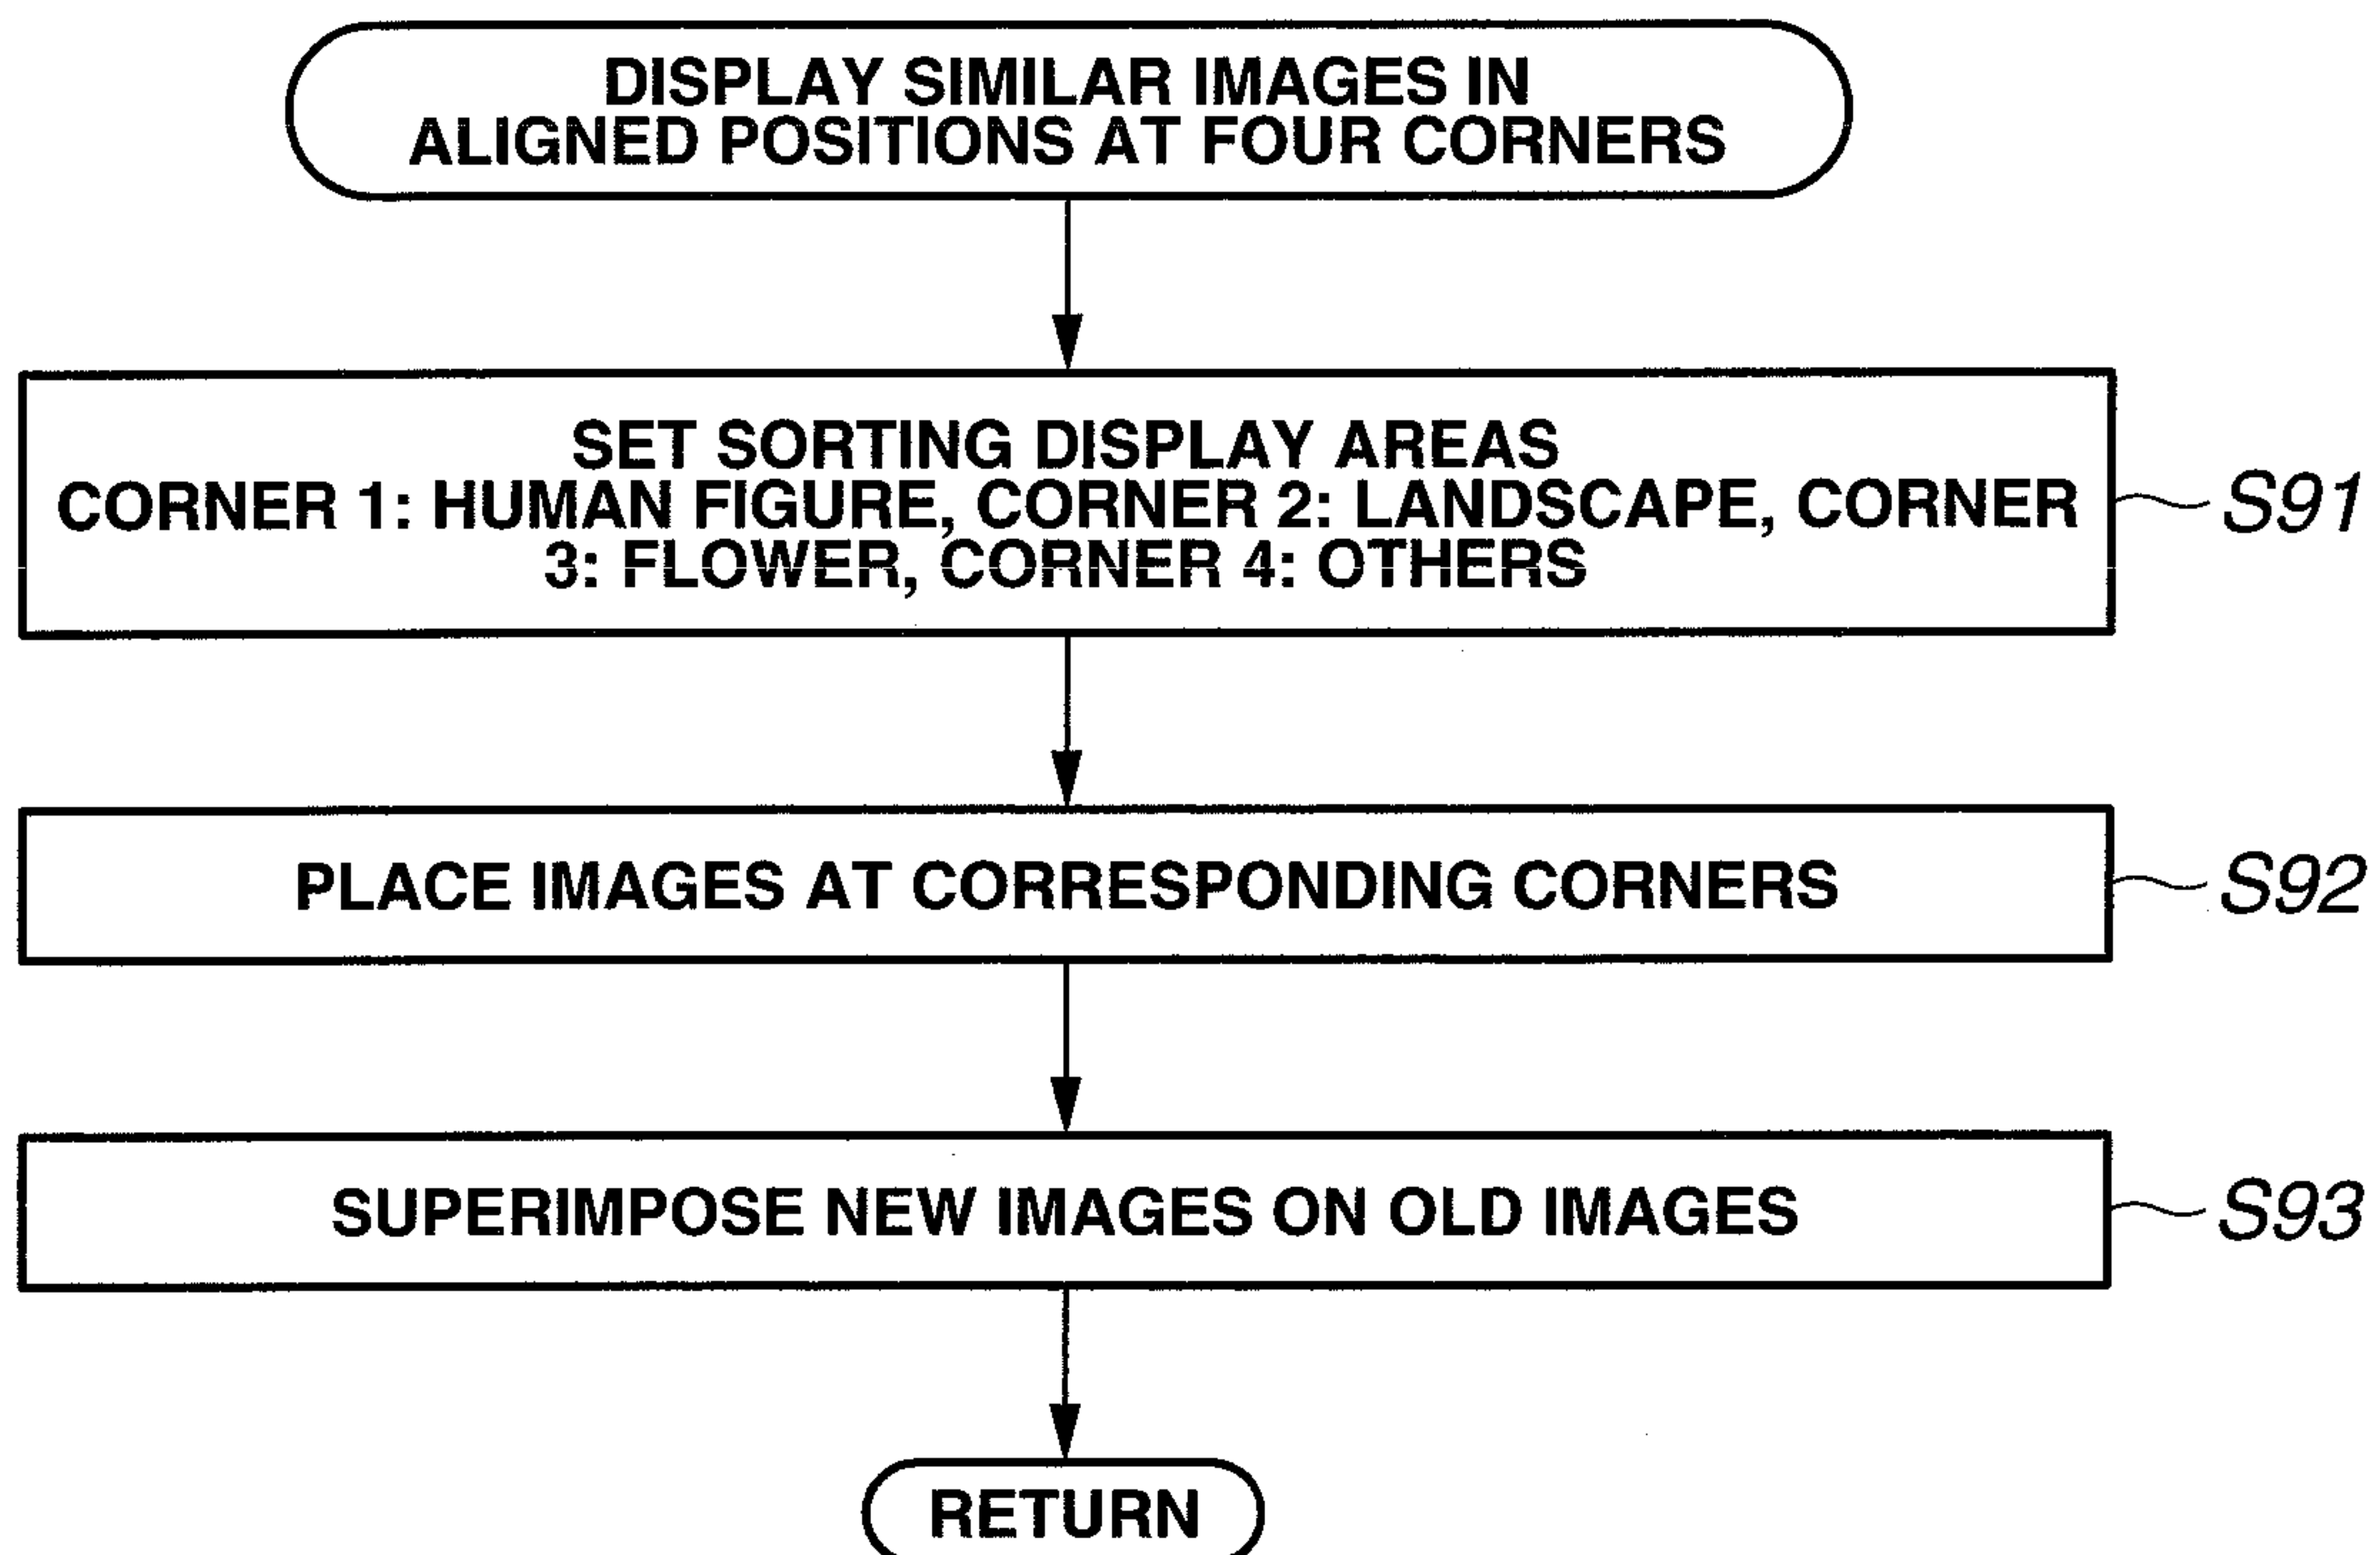 DISPLAY SIMILAR IMAGES IN
ALIGNED POSITIONS AT FOUR CORNERS
SET SORTING DISPLAY AREAS
CORNER 1: HUMAN FIGURE, CORNER 2: LANDSCAPE, CORNER
3: FLOWER, CORNER 4: OTHERS
S91
PLACE IMAGES AT CORRESPONDING CORNERS
S92
SUPERIMPOSE NEW IMAGES ON OLD IMAGES
S93
RETURN